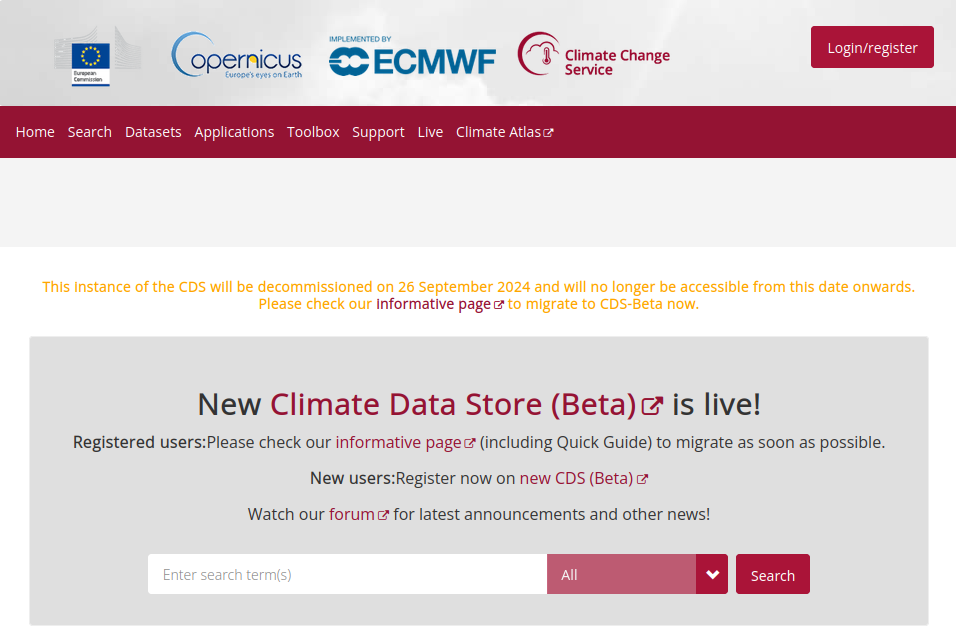 European
Commission
opernicus
Europe's eyes on Earth
IMPLEMENTED BY
ECMWF
Climate Change
Service
Login/register
Home Search Datasets Applications Toolbox Support Live Climate Atlas
This instance of the CDS will be decommissioned on 26 September 2024 and will no longer be accessible from this date onwards.
Please check our Informative page to migrate to CDS-Beta now.
New Climate Data Store (Beta) is live!
Registered users:Please check our informative page (including Quick Guide) to migrate as soon as possible.
New users:Register now on new CDS (Beta)
Watch our forum for latest announcements and other news!
Enter search term(s) All Search